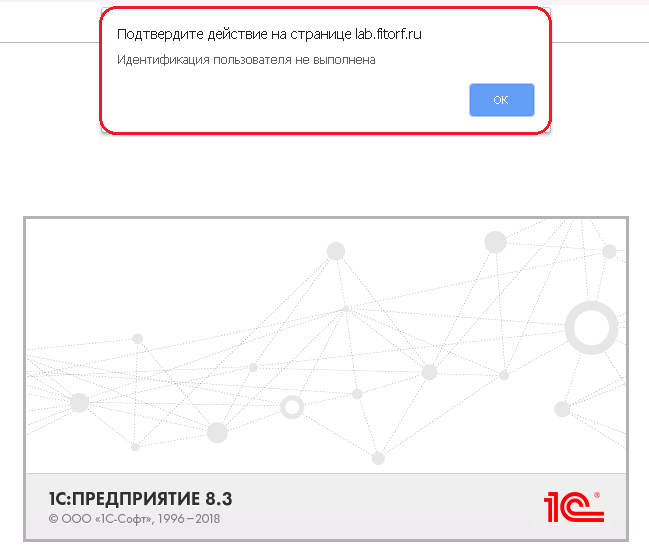 Подтвердите действие на странице lab.fitorf.ru
Идентификация пользователя не выполнена
ОК
1С:ПРЕДПРИЯТИЕ 8.3
© ООО «1С-Софт», 1996–2018
1С®